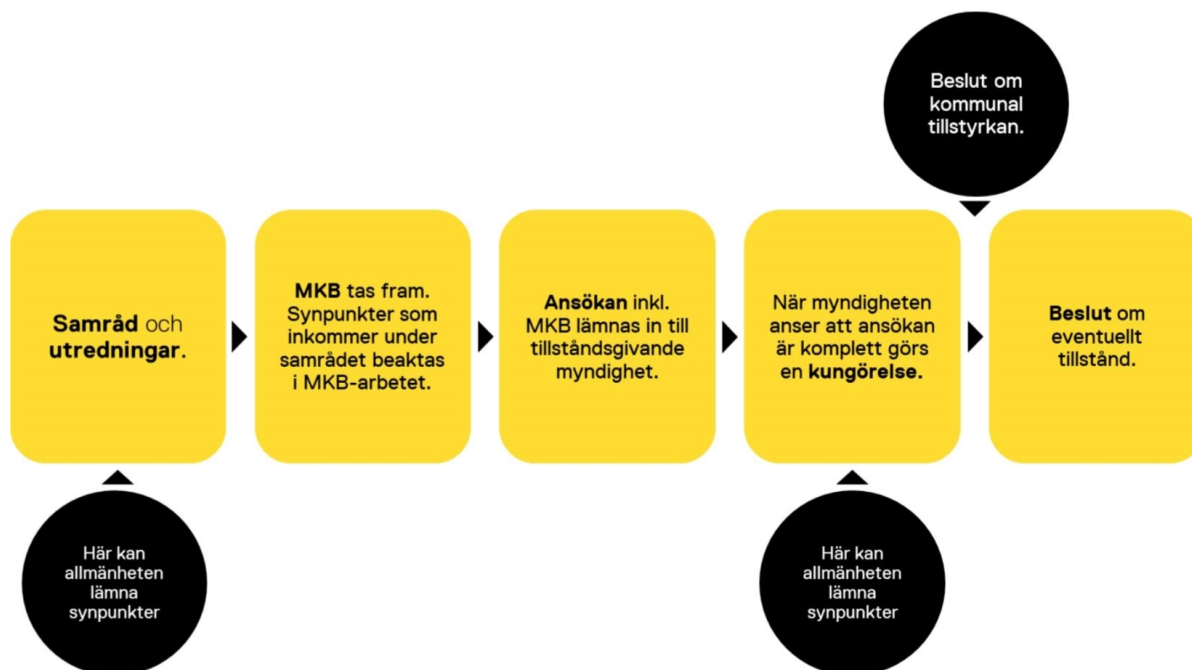 Beslut om
kommunal
tillstyrkan.
Samråd och
utredningar.
MKB tas fram.
Synpunkter som
inkommer under
samrådet beaktas
i MKB-arbetet.
Ansökan inkl.
MKB lämnas in till
tillståndsgivande
myndighet.
När myndigheten
anser att ansökan
är komplett görs
en kungörelse.
Beslut om
eventuellt
tillstånd.
Här kan
allmänheten
lämna
synpunkter
Här kan
allmänheten
lämna
synpunkter